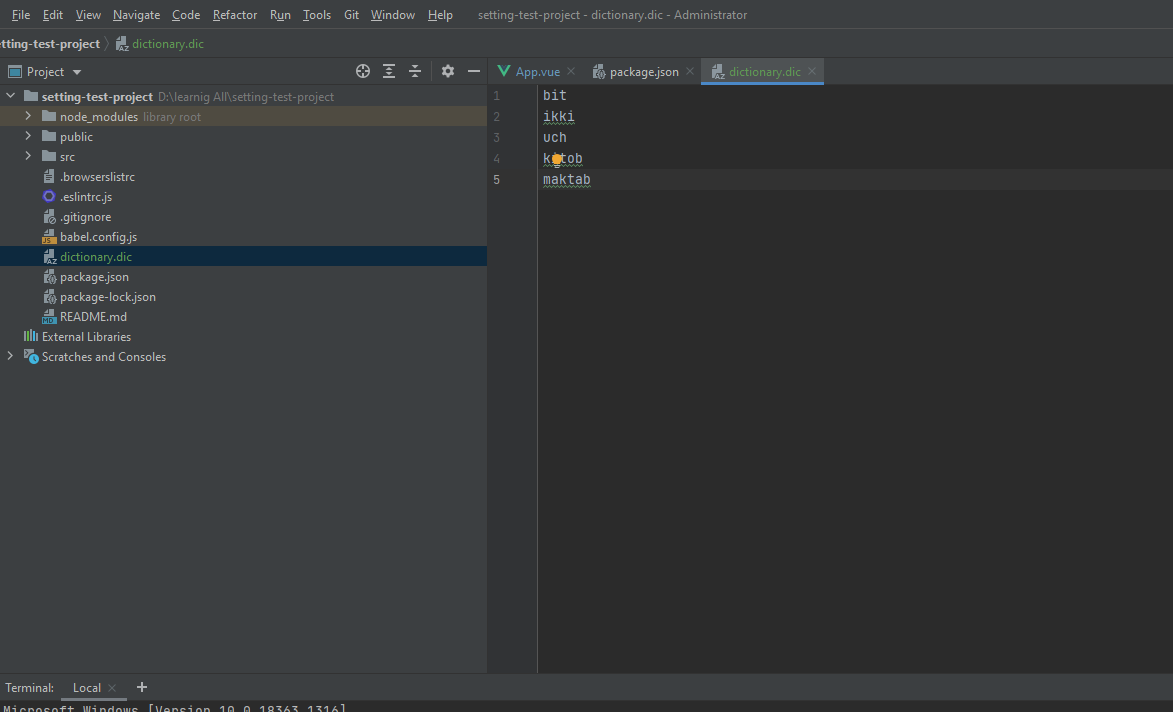 File Edit View Navigate Code Refactor Run Tools Git Window Help setting-test-project - dictionary.dic - Administrator
etting-test-project dictionary.dic
Project App.vue package.json dictionary.dic
setting-test-project D:\learnig All\setting-test-project
node_modules library root
public
src
.browserslistrc
.eslintrc.js
.gitignore
babel.config.js
dictionary.dic
package.json
package-lock.json
README.md
External Libraries
Scratches and Consoles
1 bit
2 ikki
3 uch
4
5 maktab
Terminal: Local +
Microsoft Windows [Version 10.0.18363.1316]